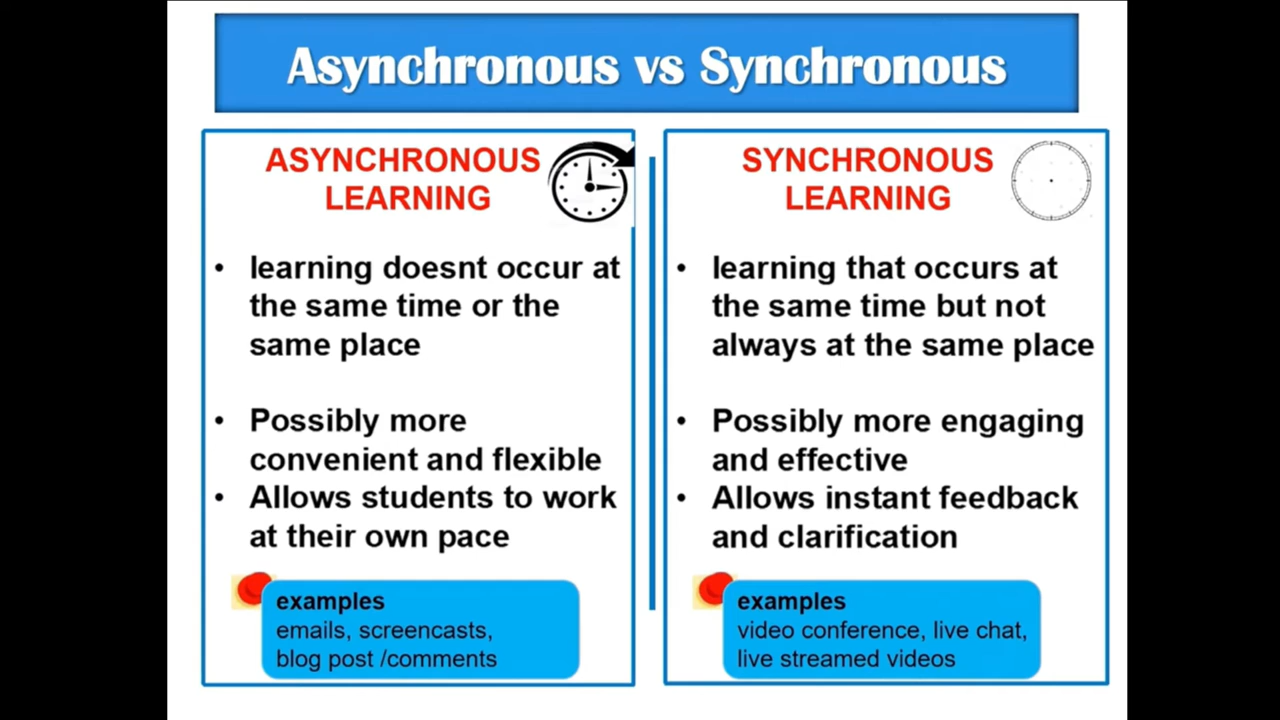 Asynchronous vs Synchronous
ASYNCHRONOUS
LEARNING
• learning doesnt occur at
the same time or the
same place
• Possibly more
convenient and flexible
• Allows students to work
at their own pace
examples
emails, screencasts,
blog post /comments
SYNCHRONOUS
LEARNING
• learning that occurs at
the same time but not
always at the same place
• Possibly more engaging
and effective
• Allows instant feedback
and clarification
examples
video conference, live chat,
live streamed videos